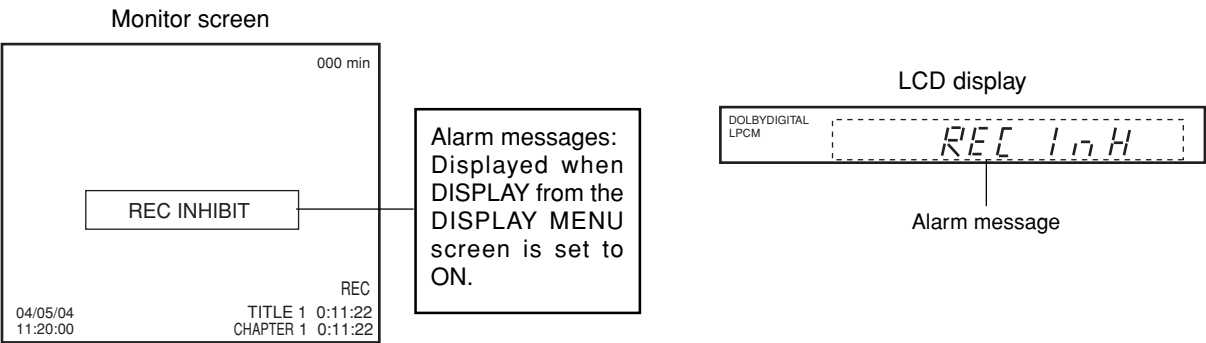 Monitor screen
000 min
REC INHIBIT
REC
04/05/04
11:20:00
TITLE 1 0:11:22
CHAPTER 1 0:11:22
Alarm messages:
Displayed when
DISPLAY from the
DISPLAY MENU
screen is set to
ON.
LCD display
DOLBYDIGITAL
LPCM
REC InH
Alarm message